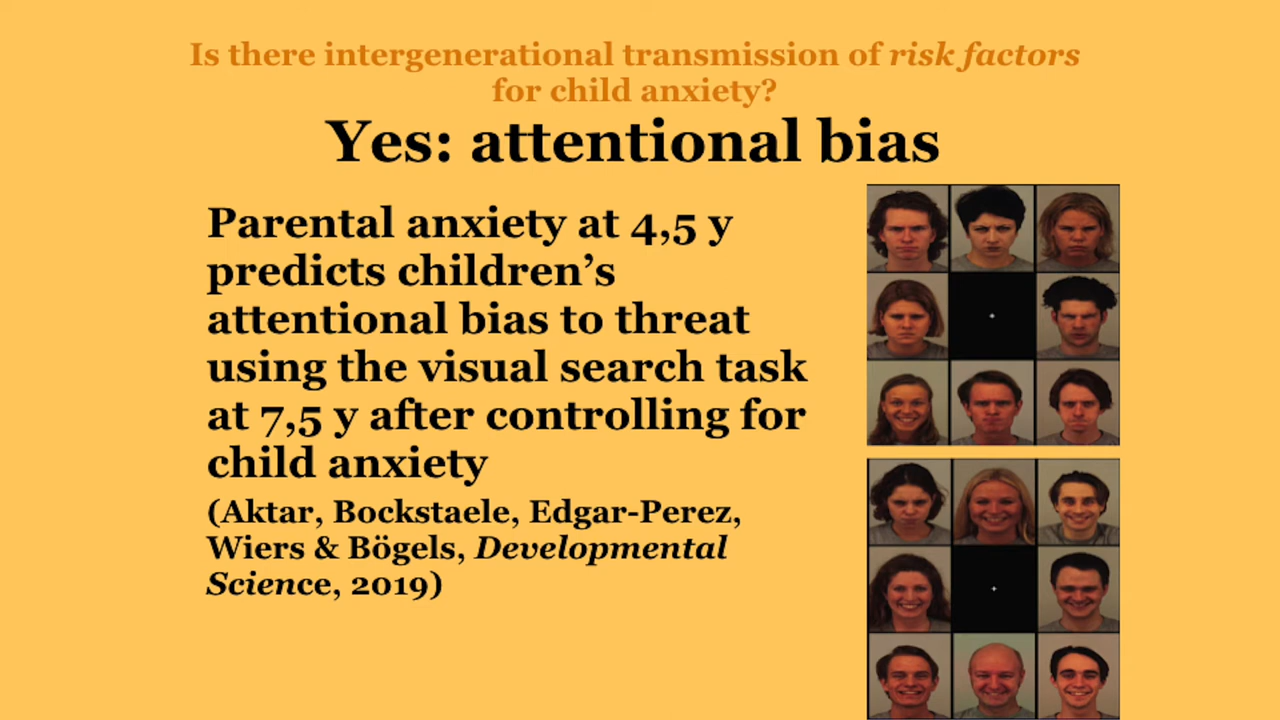 Is there intergenerational transmission of risk factors
for child anxiety?
Yes: attentional bias
Parental anxiety at 4,5 y
predicts children’s
attentional bias to threat
using the visual search task
at 7,5 y after controlling for
child anxiety
(Aktar, Bockstaele, Edgar-Perez,
Wiers & Bögels, Developmental
Science, 2019)